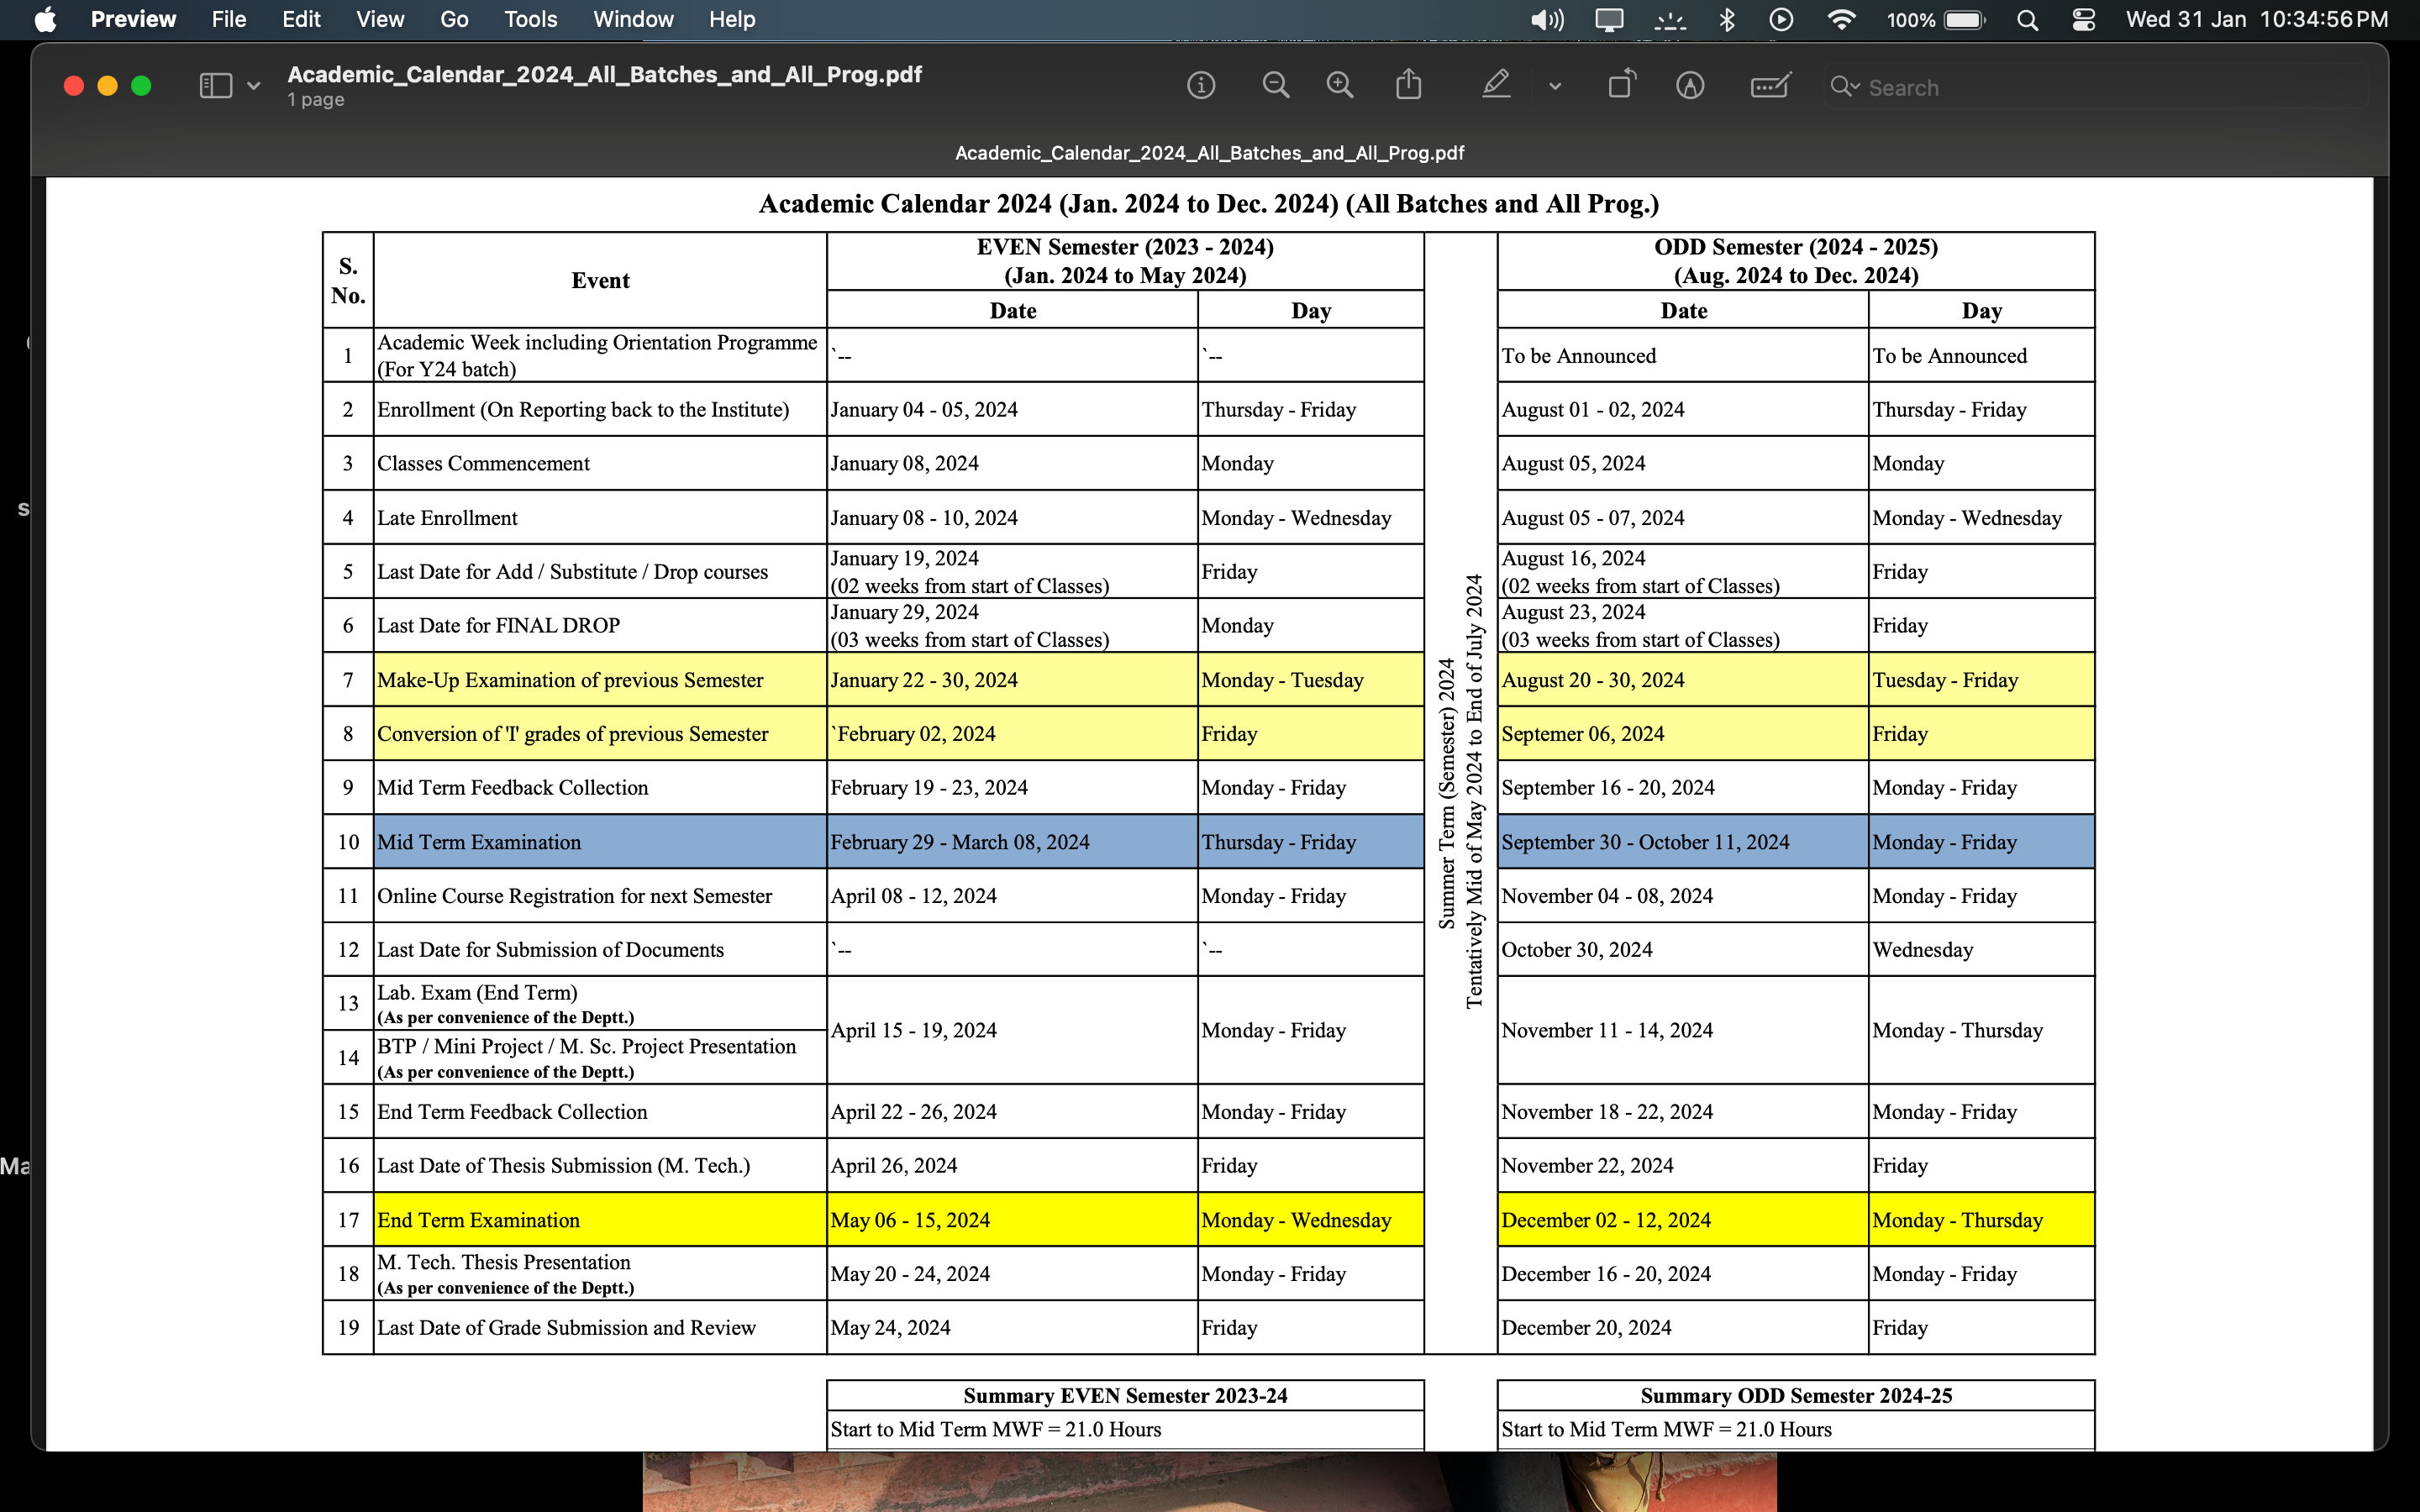 Preview File Edit View Go Tools Window Help 100% Wed 31 Jan 10:34:56 PM
Academic_Calendar_2024_All_Batches_and_All_Prog.pdf
1 page
Search
Academic_Calendar_2024_All_Batches_and_All_Prog.pdf
Academic Calendar 2024 (Jan. 2024 to Dec. 2024) (All Batches and All Prog.)
S. No. Event EVEN Semester (2023 - 2024) ODD Semester (2024 - 2025)
(Jan. 2024 to May 2024) (Aug. 2024 to Dec. 2024)
Date Day Date Day
1 Academic Week including Orientation Programme `-- `-- To be Announced To be Announced
(For Y24 batch)
2 Enrollment (On Reporting back to the Institute) January 04 - 05, 2024 Thursday - Friday August 01 - 02, 2024 Thursday - Friday
3 Classes Commencement January 08, 2024 Monday August 05, 2024 Monday
4 Late Enrollment January 08 - 10, 2024 Monday - Wednesday August 05 - 07, 2024 Monday - Wednesday
5 Last Date for Add / Substitute / Drop courses January 19, 2024 Friday August 16, 2024 Friday
(02 weeks from start of Classes) (02 weeks from start of Classes)
6 Last Date for FINAL DROP January 29, 2024 Monday August 23, 2024 Friday
(03 weeks from start of Classes) (03 weeks from start of Classes)
7 Make-Up Examination of previous Semester January 22 - 30, 2024 Monday - Tuesday August 20 - 30, 2024 Tuesday - Friday
8 Conversion of 'I' grades of previous Semester `February 02, 2024 Friday Septemer 06, 2024 Friday
9 Mid Term Feedback Collection February 19 - 23, 2024 Monday - Friday September 16 - 20, 2024 Monday - Friday
10 Mid Term Examination February 29 - March 08, 2024 Thursday - Friday September 30 - October 11, 2024 Monday - Friday
11 Online Course Registration for next Semester April 08 - 12, 2024 Monday - Friday November 04 - 08, 2024 Monday - Friday
12 Last Date for Submission of Documents `-- `-- October 30, 2024 Wednesday
13 Lab. Exam (End Term)
(As per convenience of the Deptt.)
April 15 - 19, 2024 Monday - Friday November 11 - 14, 2024 Monday - Thursday
14 BTP / Mini Project / M. Sc. Project Presentation
(As per convenience of the Deptt.)
15 End Term Feedback Collection April 22 - 26, 2024 Monday - Friday November 18 - 22, 2024 Monday - Friday
16 Last Date of Thesis Submission (M. Tech.) April 26, 2024 Friday November 22, 2024 Friday
17 End Term Examination May 06 - 15, 2024 Monday - Wednesday December 02 - 12, 2024 Monday - Thursday
18 M. Tech. Thesis Presentation May 20 - 24, 2024 Monday - Friday December 16 - 20, 2024 Monday - Friday
(As per convenience of the Deptt.)
19 Last Date of Grade Submission and Review May 24, 2024 Friday December 20, 2024 Friday
Summer Term (Semester) 2024
Tentatively Mid of May 2024 to End of July 2024
Summary EVEN Semester 2023-24 Summary ODD Semester 2024-25
Start to Mid Term MWF = 21.0 Hours Start to Mid Term MWF = 21.0 Hours